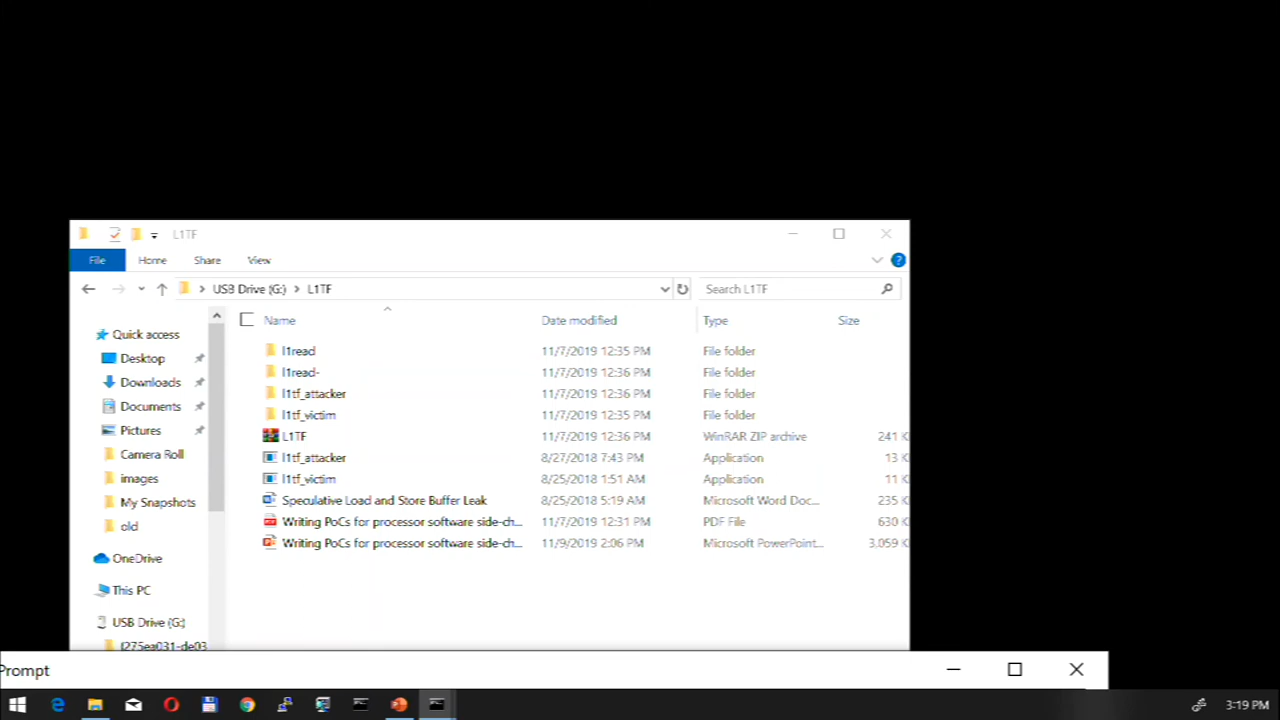 L1TF
File Home Share View
USB Drive (G:) L1TF Search L1TF
Name Date modified Type Size
Quick access
Desktop
Downloads
Documents
Pictures
Camera Roll
images
My Snapshots
old
OneDrive
This PC
USB Drive (G:)
{275ea031-de03
l1read 11/7/2019 12:35 PM File folder
l1read- 11/7/2019 12:36 PM File folder
l1tf_attacker 11/7/2019 12:36 PM File folder
l1tf_victim 11/7/2019 12:35 PM File folder
L1TF 11/7/2019 12:36 PM WinRAR ZIP archive 241 K
l1tf_attacker 8/27/2018 7:43 PM Application 13 K
l1tf_victim 8/25/2018 1:51 AM Application 11 K
Speculative Load and Store Buffer Leak 8/25/2018 5:19 AM Microsoft Word Doc... 235 K
Writing PoCs for processor software side-ch... 11/7/2019 12:31 PM PDF File 630 K
Writing PoCs for processor software side-ch... 11/9/2019 2:06 PM Microsoft PowerPoint... 3,059 K
Prompt
3:19 PM